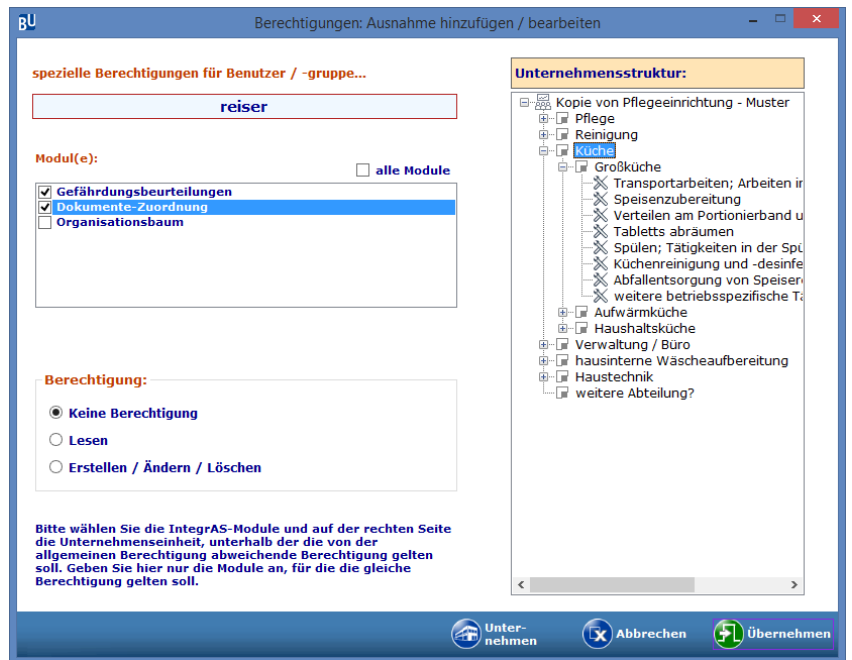 BU
Berechtigungen: Ausnahme hinzufügen / bearbeiten
spezielle Berechtigungen für Benutzer / -gruppe...
reiser
Modul(e):
alle Module
Gefährdungsbeurteilungen
Dokumente-Zuordnung
Organisationsbaum
Berechtigung:
Keine Berechtigung
Lesen
Erstellen / Ändern / Löschen
Bitte wählen Sie die IntegrAS-Module und auf der rechten Seite
die Unternehmenseinheit, unterhalb der die von der
allgemeinen Berechtigung abweichende Berechtigung gelten
soll. Geben Sie hier nur die Module an, für die die gleiche
Berechtigung gelten soll.
Unternehmensstruktur:
Kopie von Pflegeeinrichtung - Muster
Pflege
Reinigung
Küche
Großküche
Transportarbeiten; Arbeiten in
Speisenzubereitung
Verteilen am Portionierband u
Tabletts abräumen
Spülen; Tätigkeiten in der Spü
Küchenreinigung und -desinfe
Abfallentsorgung von Speiser
weitere betriebsspezifische Tä
Aufwärmküche
Haushaltsküche
Verwaltung / Büro
hausinterne Wäscheaufbereitung
Haustechnik
weitere Abteilung?
Unter-
nehmen
Abbrechen
Übernehmen